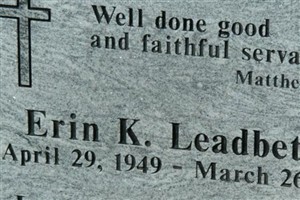 Well done good
and faithful serva
Matthe
Erin K. Leadbet
April 29, 1949 - March 26